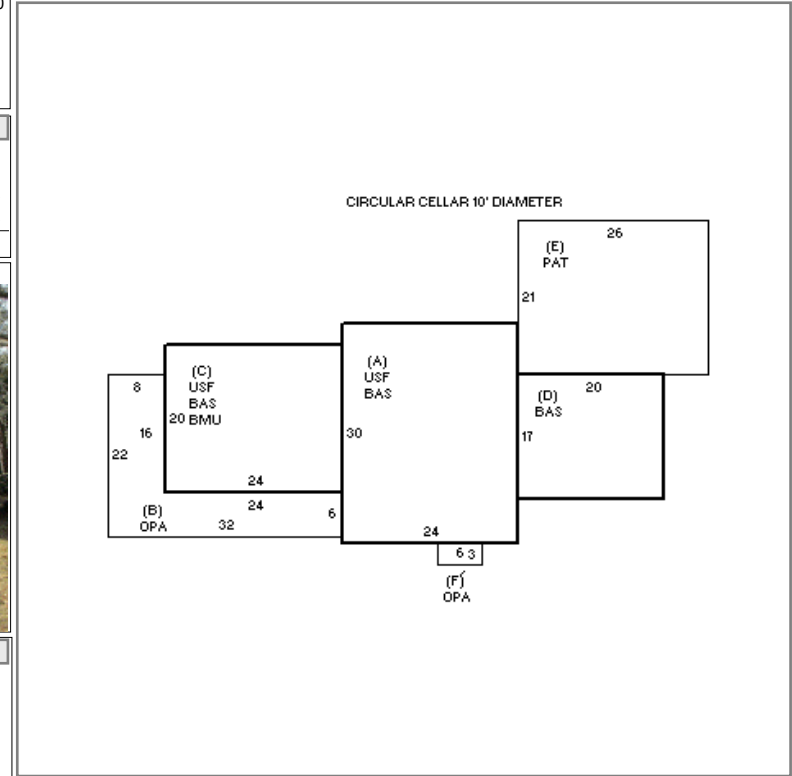 CIRCULAR CELLAR 10' DIAMETER
26
(E)
PAT
21
(C)
USF
BAS
20 BMU
24
(A)
USF
BAS
30
24
20
(D)
BAS
17
8
16
22
24
6
(B)
OPA
32
6 3
(F)
OPA